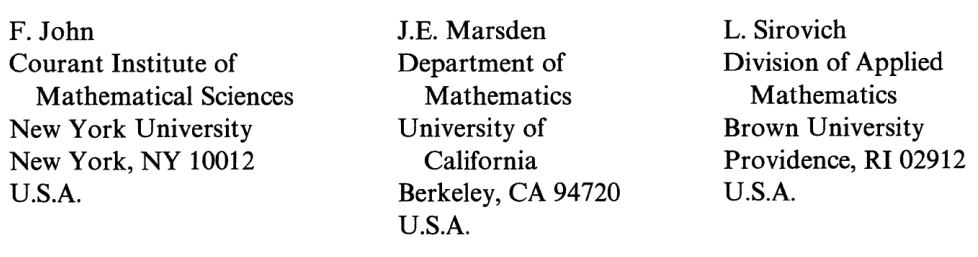 F. John
Courant Institute of
Mathematical Sciences
New York University
New York, NY 10012
U.S.A.
J.E. Marsden
Department of
Mathematics
University of
California
Berkeley, CA 94720
U.S.A.
L. Sirovich
Division of Applied
Mathematics
Brown University
Providence, RI 02912
U.S.A.